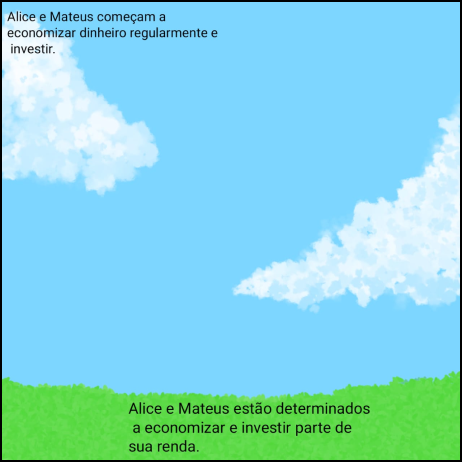 Alice e Mateus começam a
economizar dinheiro regularmente e
investir.
Alice e Mateus estão determinados
a economizar e investir parte de
sua renda.